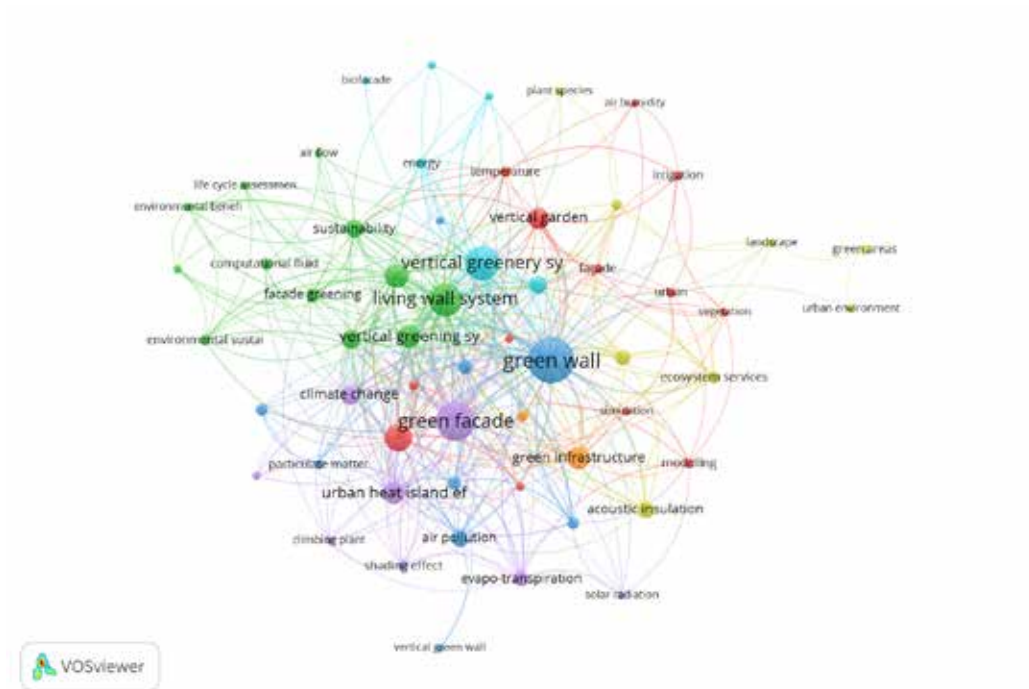 biofacade
plant species
air humidity
air flow
energy
temperature
irrigation
life cycle assessmen
environmental benefi
vertical garden
sustainability
landscape
green areas
computational fluid
vertical greenery sy
facade
facade greening
living wall system
urban
vegetation
urban environment
environmental sustai
vertical greening sy
green wall
ecosystem services
climate change
green facade
simulation
particulate matter
green infrastructure
modelling
urban heat island ef
acoustic insulation
climbing plant
air pollution
shading effect
evapo-transpiration
solar radiation
vertical green wall
VOSviewer